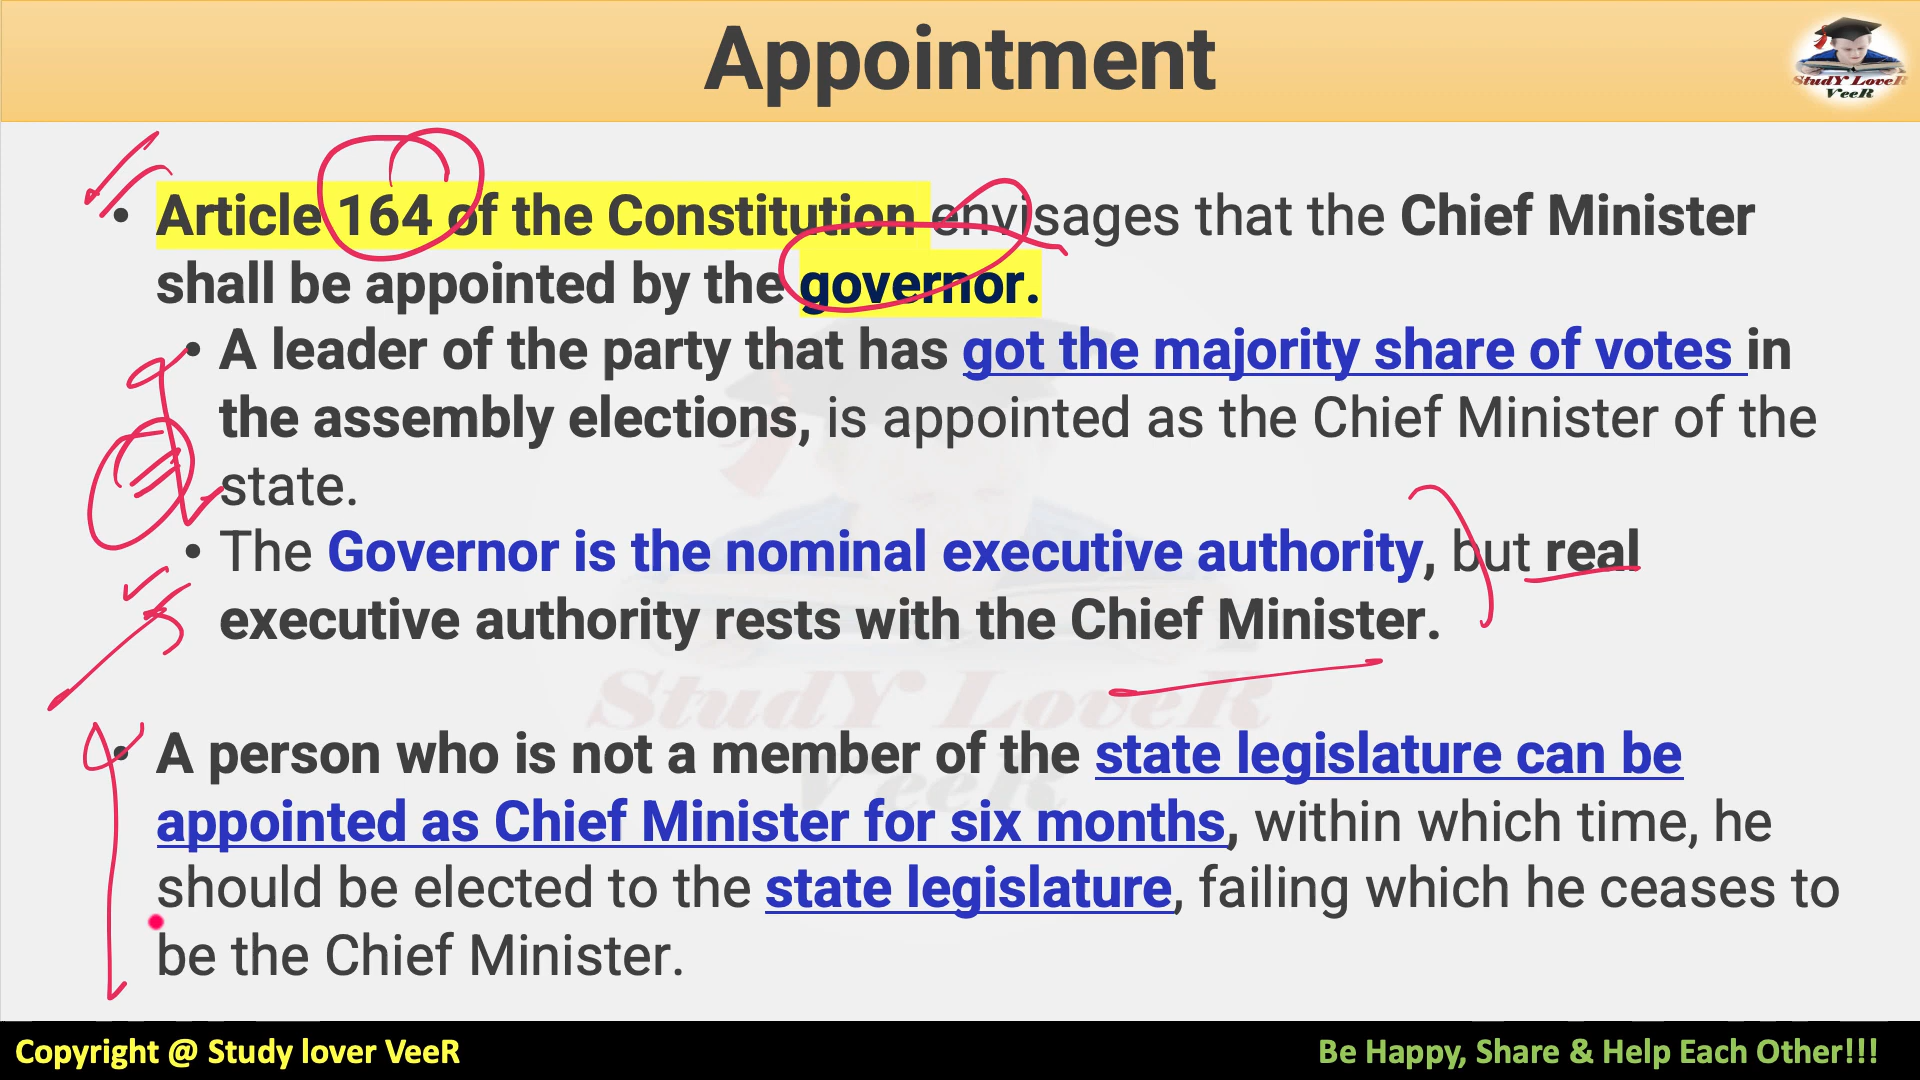 Appointment
StudY LoveR
VeeR
• Article 164 of the Constitution envisages that the Chief Minister
shall be appointed by the governor.
• A leader of the party that has got the majority share of votes in
the assembly elections, is appointed as the Chief Minister of the
state.
• The Governor is the nominal executive authority, but real
executive authority rests with the Chief Minister.
StudY LoveR
VeeR
• A person who is not a member of the state legislature can be
appointed as Chief Minister for six months, within which time, he
should be elected to the state legislature, failing which he ceases to
be the Chief Minister.
Copyright @ Study lover VeeR
Be Happy, Share & Help Each Other!!!